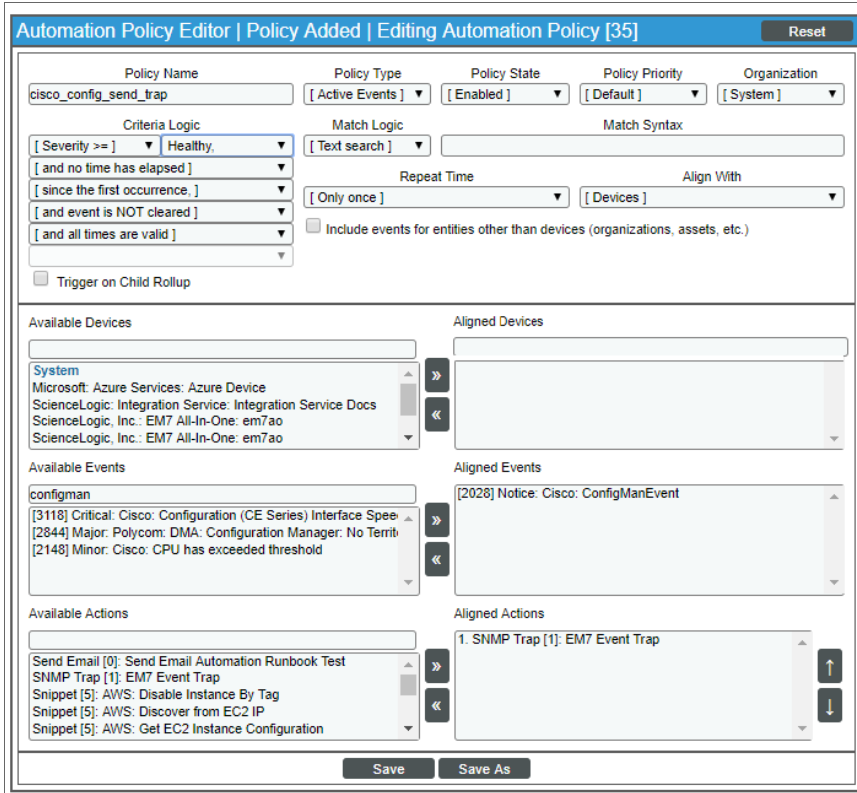 Automation Policy Editor | Policy Added | Editing Automation Policy [35] Reset
Policy Name Policy Type Policy State Policy Priority Organization
cisco_config_send_trap [ Active Events ] [ Enabled ] [ Default ] [ System ]
Criteria Logic Match Logic Match Syntax
[ Severity >= ] Healthy, [ Text search ]
[ and no time has elapsed ]
Repeat Time Align With
[ since the first occurrence, ] [ Only once ] [ Devices ]
[ and event is NOT cleared ]
Include events for entities other than devices (organizations, assets, etc.)
[ and all times are valid ]
Trigger on Child Rollup
Available Devices Aligned Devices
System
Microsoft: Azure Services: Azure Device
ScienceLogic: Integration Service: Integration Service Docs
ScienceLogic, Inc.: EM7 All-In-One: em7ao
ScienceLogic, Inc.: EM7 All-In-One: em7ao
Available Events Aligned Events
configman [2028] Notice: Cisco: ConfigManEvent
[3118] Critical: Cisco: Configuration (CE Series) Interface Spee
[2844] Major: Polycom: DMA: Configuration Manager: No Territ
[2148] Minor: Cisco: CPU has exceeded threshold
Available Actions Aligned Actions
1. SNMP Trap [1]: EM7 Event Trap
Send Email [0]: Send Email Automation Runbook Test
SNMP Trap [1]: EM7 Event Trap
Snippet [5]: AWS: Disable Instance By Tag
Snippet [5]: AWS: Discover from EC2 IP
Snippet [5]: AWS: Get EC2 Instance Configuration
Save Save As